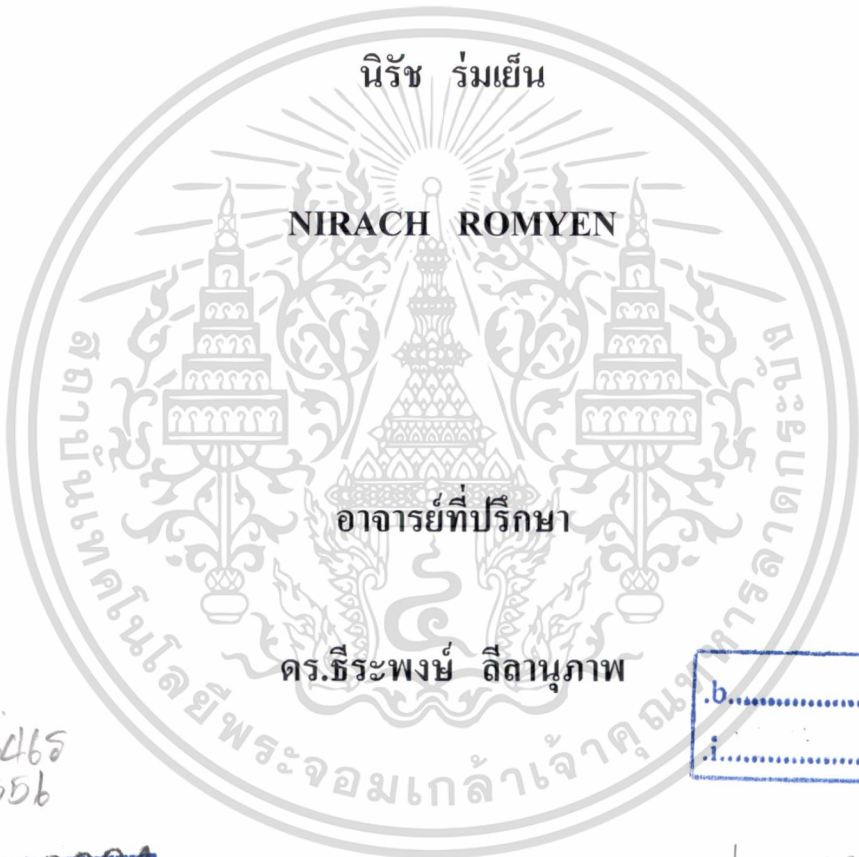 นิรัช ร่มเย็น
NIRACH ROMYEN
อาจารย์ที่ปรึกษา
ดร.ธีระพงษ์ ลีลานุภาพ
สถาบันเทคโนโลยีพระจอมเกล้าเจ้าคุณทหารลาดกระบัง
.b..................
.i..................